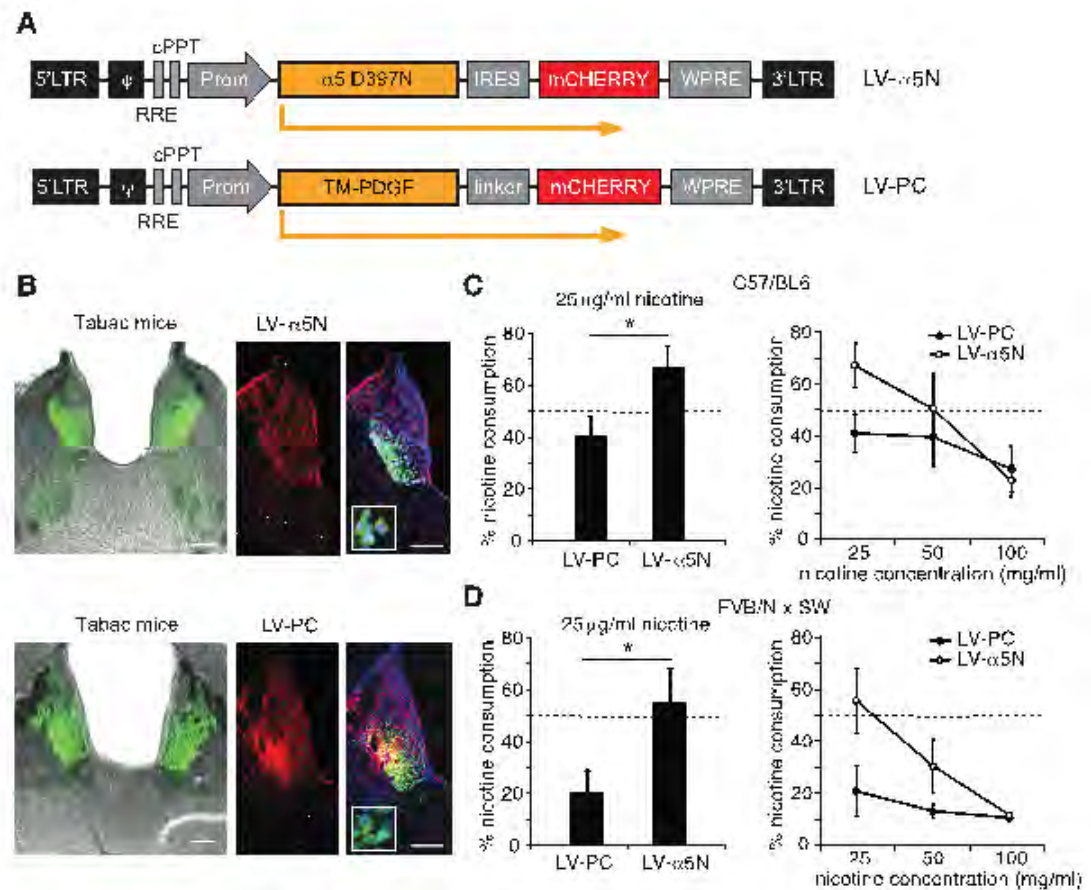 A
cPPT
5'LTR ψ Prom α5 D397N IRES mCHERRY WPRE 3'LTR LV-α5N
RRE
cPPT
5'LTR ψ Prom TM-PDGF linker mCHERRY WPRE 3'LTR LV-PC
RRE
B
Tabac mice LV-α5N
Tabac mice LV-PC
C
C57/BL6
25 µg/ml nicotine
*
% nicotine consumption
80
60
40
20
0
LV-PC LV-α5N
LV-PC
LV-α5N
% nicotine consumption
80
60
40
20
0
25 50 100
nicotine concentration (mg/ml)
D
FVB/N x SW
25 µg/ml nicotine
*
% nicotine consumption
80
60
40
20
0
LV-PC LV-α5N
LV-PC
LV-α5N
% nicotine consumption
80
60
40
20
0
25 50 100
nicotine concentration (mg/ml)